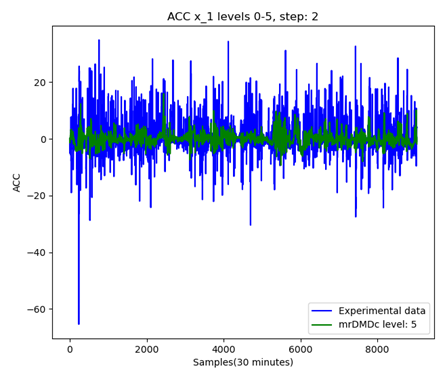 ACC x_1 levels 0-5, step: 2
20
0
−20
−40
−60
ACC
0
2000
4000
6000
8000
Samples(30 minutes)
Experimental data
mrDMDc level: 5